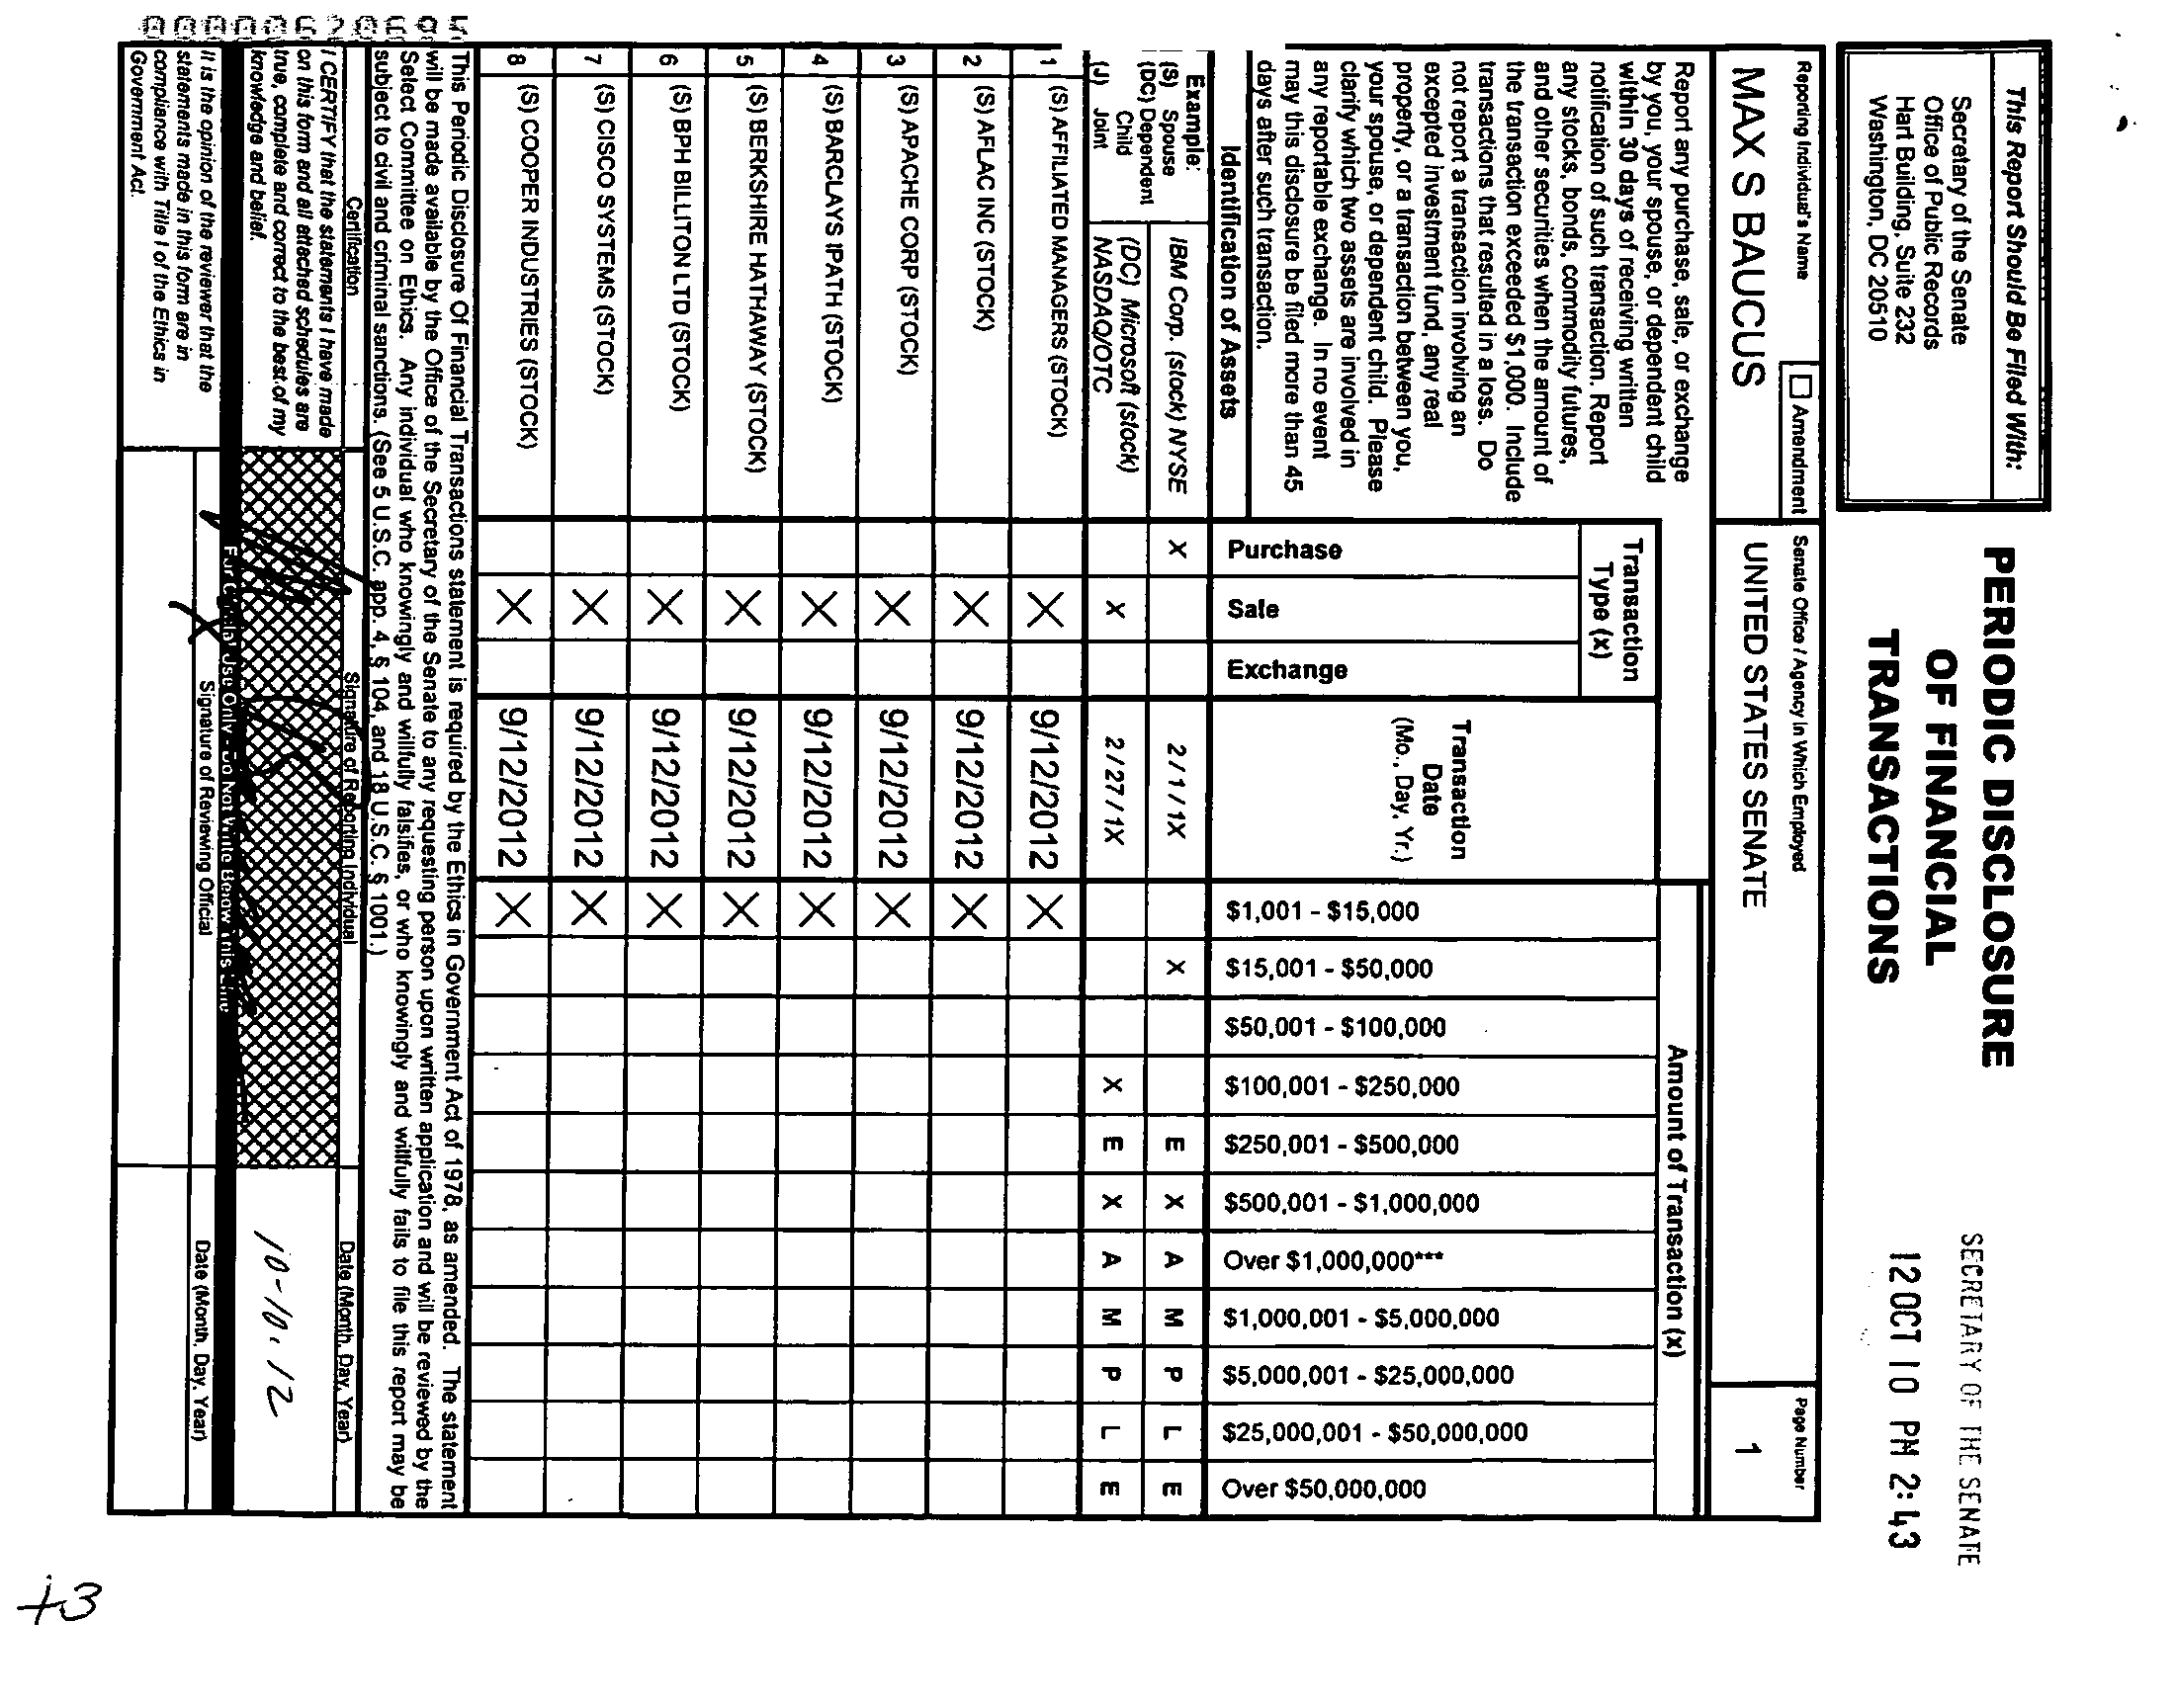 SECRETARY OF THE SENATE
12 OCT 10 PM 2:43
PERIODIC DISCLOSURE
OF FINANCIAL
TRANSACTIONS
This Report Should Be Filed With:
Secretary of the Senate
Office of Public Records
Hart Building, Suite 232
Washington, DC 20510
Reporting Individual's Name
Amendment
Senate Office / Agency In Which Employed
Page Number
MAX S BAUCUS
UNITED STATES SENATE
1
Report any purchase, sale, or exchange
by you, your spouse, or dependent child
within 30 days of receiving written
notification of such transaction. Report
any stocks, bonds, commodity futures,
and other securities when the amount of
the transaction exceeded $1,000. Include
transactions that resulted in a loss. Do
not report a transaction involving an
excepted investment fund, any real
property, or a transaction between you,
your spouse, or dependent child. Please
clarify which two assets are involved in
any reportable exchange. In no event
may this disclosure be filed more than 45
days after such transaction.
Identification of Assets
Transaction
Type (x)
Purchase
Sale
Exchange
Transaction
Date
(Mo., Day, Yr.)
Amount of Transaction (x)
$1,001 - $15,000
$15,001 - $50,000
$50,001 - $100,000
$100,001 - $250,000
$250,001 - $500,000
$500,001 - $1,000,000
Over $1,000,000***
$1,000,001 - $5,000,000
$5,000,001 - $25,000,000
$25,000,001 - $50,000,000
Over $50,000,000
Example:
(S) Spouse
(DC) Dependent
Child
(J) Joint
IBM Corp. (stock) NYSE X 2 / 1 / 1X X E X A M P L E
(DC) Microsoft (stock)
NASDAQ/OTC X 2 / 27 / 1X X E X A M P L E
1 (S) AFFILIATED MANAGERS (STOCK) X 9/12/2012 X
2 (S) AFLAC INC (STOCK) X 9/12/2012 X
3 (S) APACHE CORP (STOCK) X 9/12/2012 X
4 (S) BARCLAYS IPATH (STOCK) X 9/12/2012 X
5 (S) BERKSHIRE HATHAWAY (STOCK) X 9/12/2012 X
6 (S) BPH BILLITON LTD (STOCK) X 9/12/2012 X
7 (S) CISCO SYSTEMS (STOCK) X 9/12/2012 X
8 (S) COOPER INDUSTRIES (STOCK) X 9/12/2012 X
This Periodic Disclosure Of Financial Transactions statement is required by the Ethics in Government Act of 1978, as amended. The statement
will be made available by the Office of the Secretary of the Senate to any requesting person upon written application and will be reviewed by the
Select Committee on Ethics. Any individual who knowingly and willfully falsifies, or who knowingly and willfully fails to file this report may be
subject to civil and criminal sanctions. (See 5 U.S.C. app. 4, § 104, and 18 U.S.C. § 1001.)
Certification
Signature of Reporting Individual
Date (Month, Day, Year)
I CERTIFY that the statements I have made
on this form and all attached schedules are
true, complete and correct to the best of my
knowledge and belief.
10-10-12
For Official Use Only - Do Not Write Below This Line
It is the opinion of the reviewer that the
statements made in this form are in
compliance with Title I of the Ethics in
Government Act.
Signature of Reviewing Official
Date (Month, Day, Year)
+3